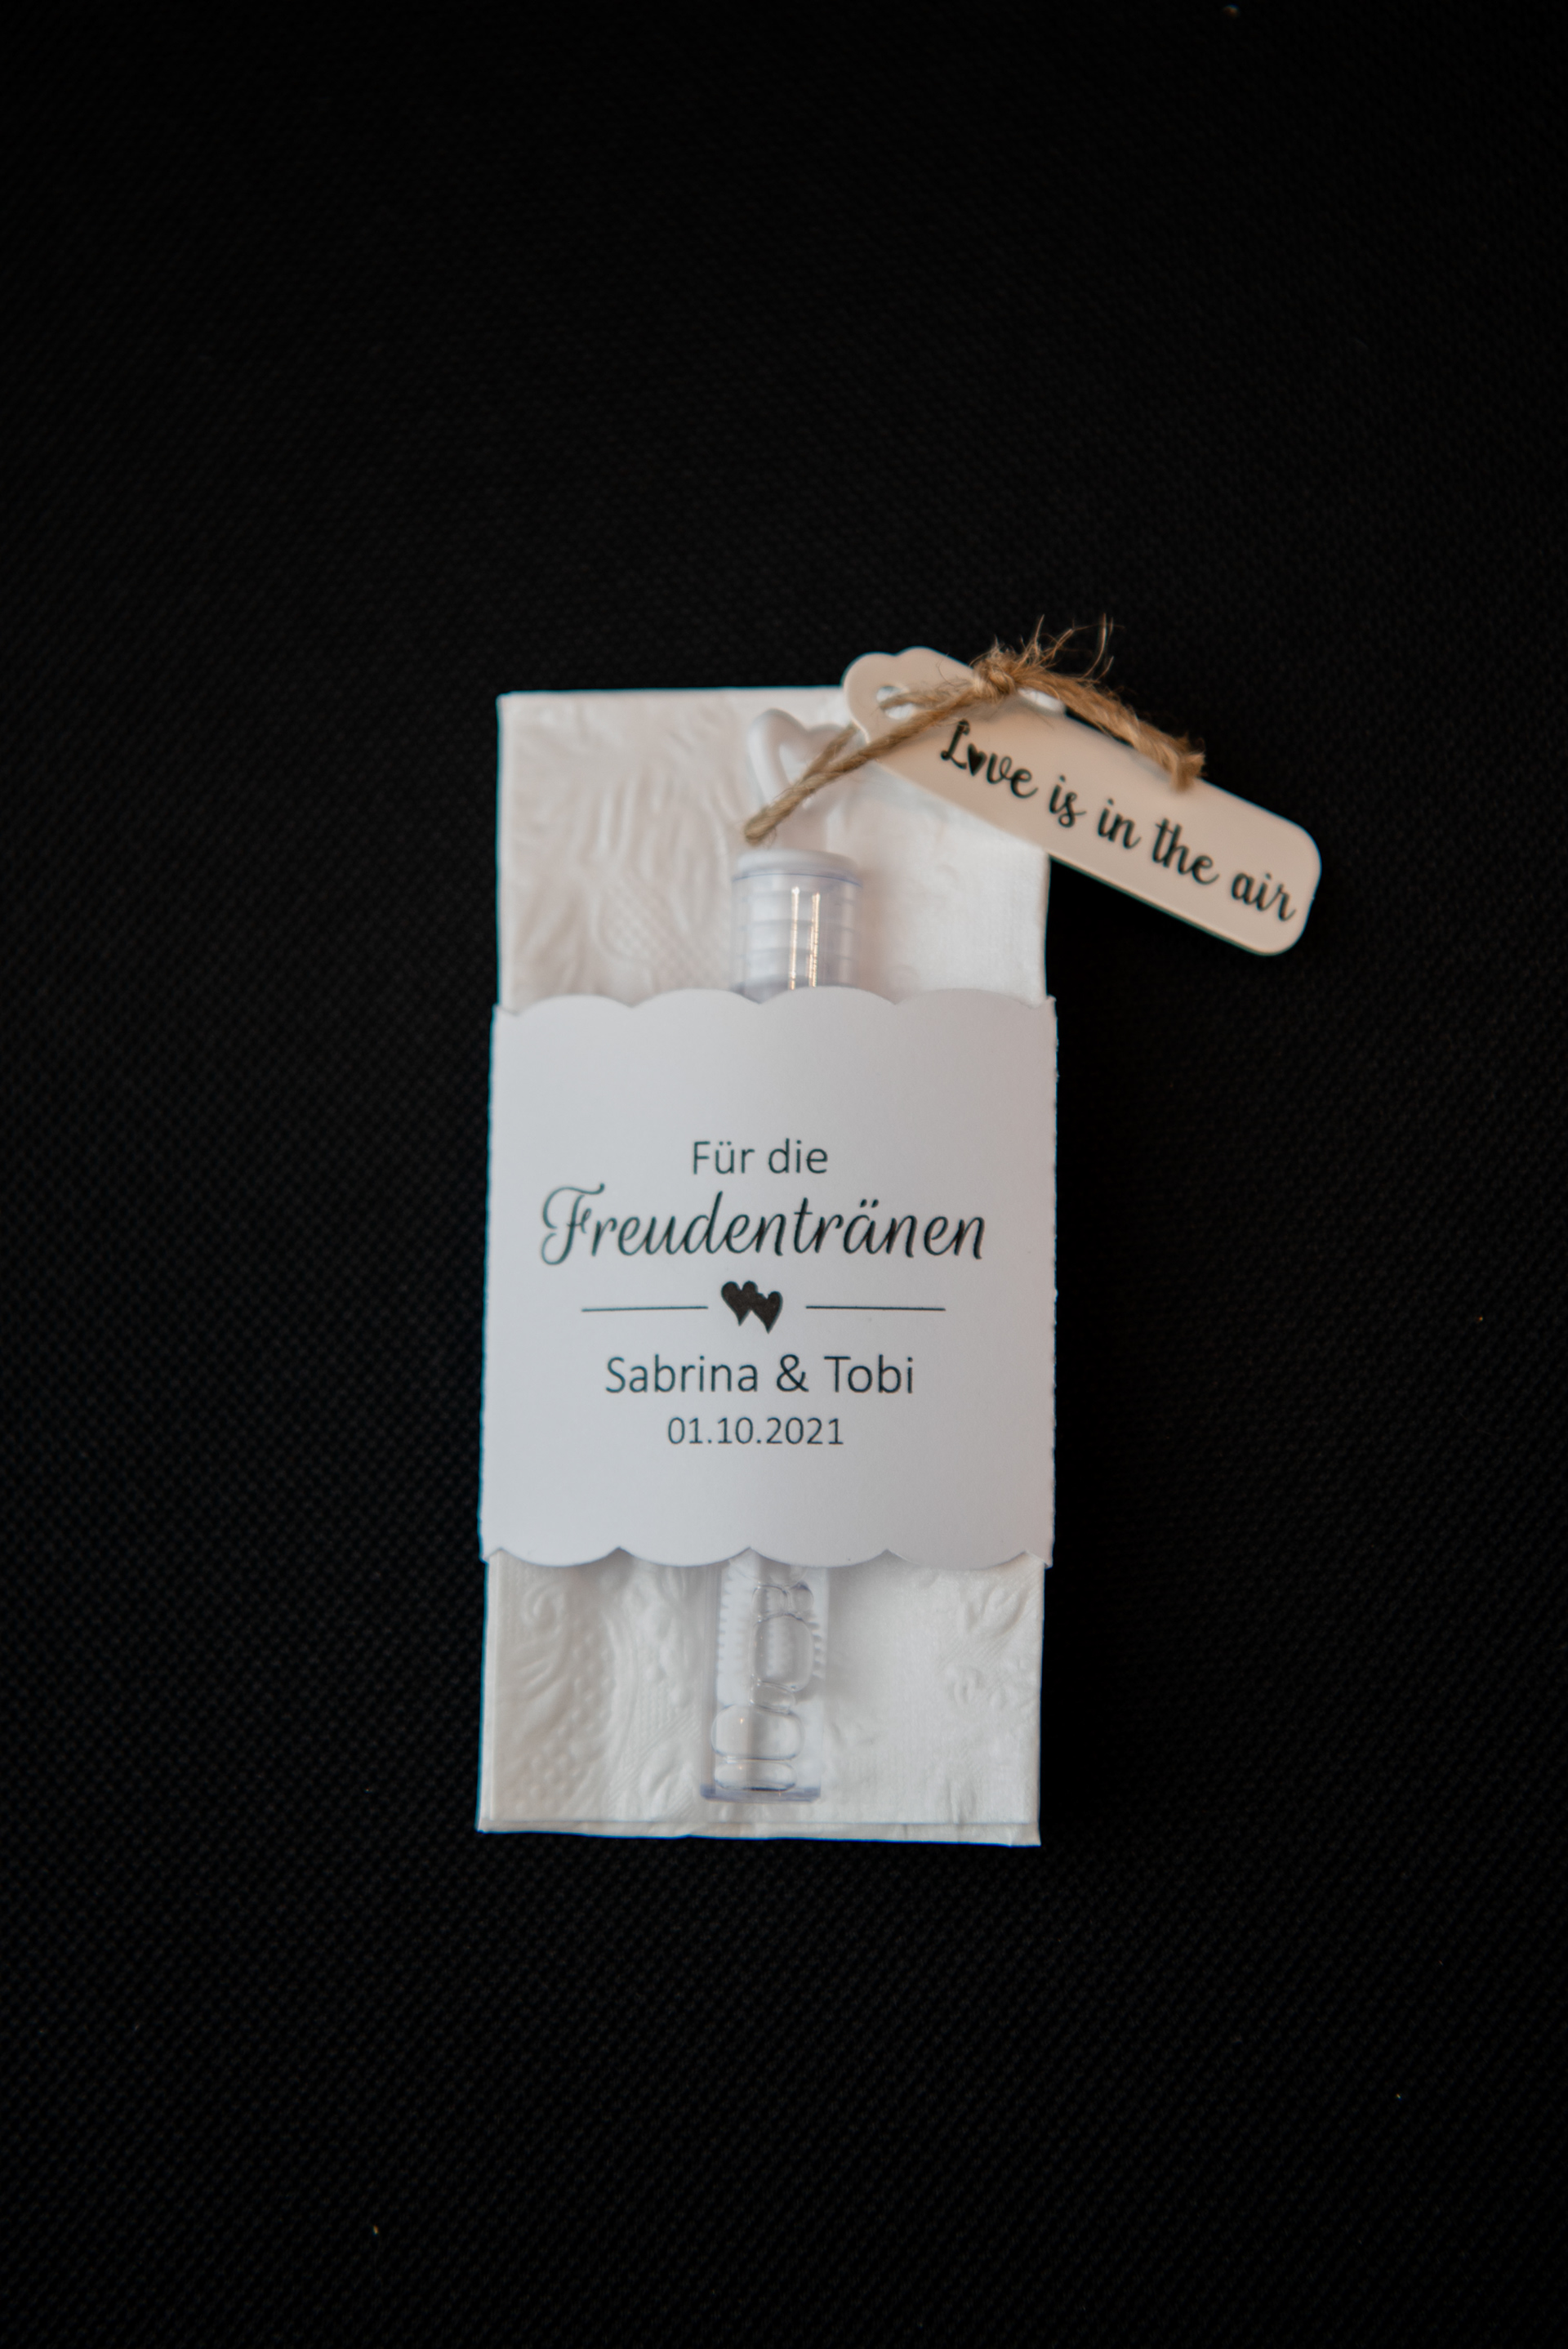 Love is in the air
Für die
Freudentränen
Sabrina & Tobi
01.10.2021